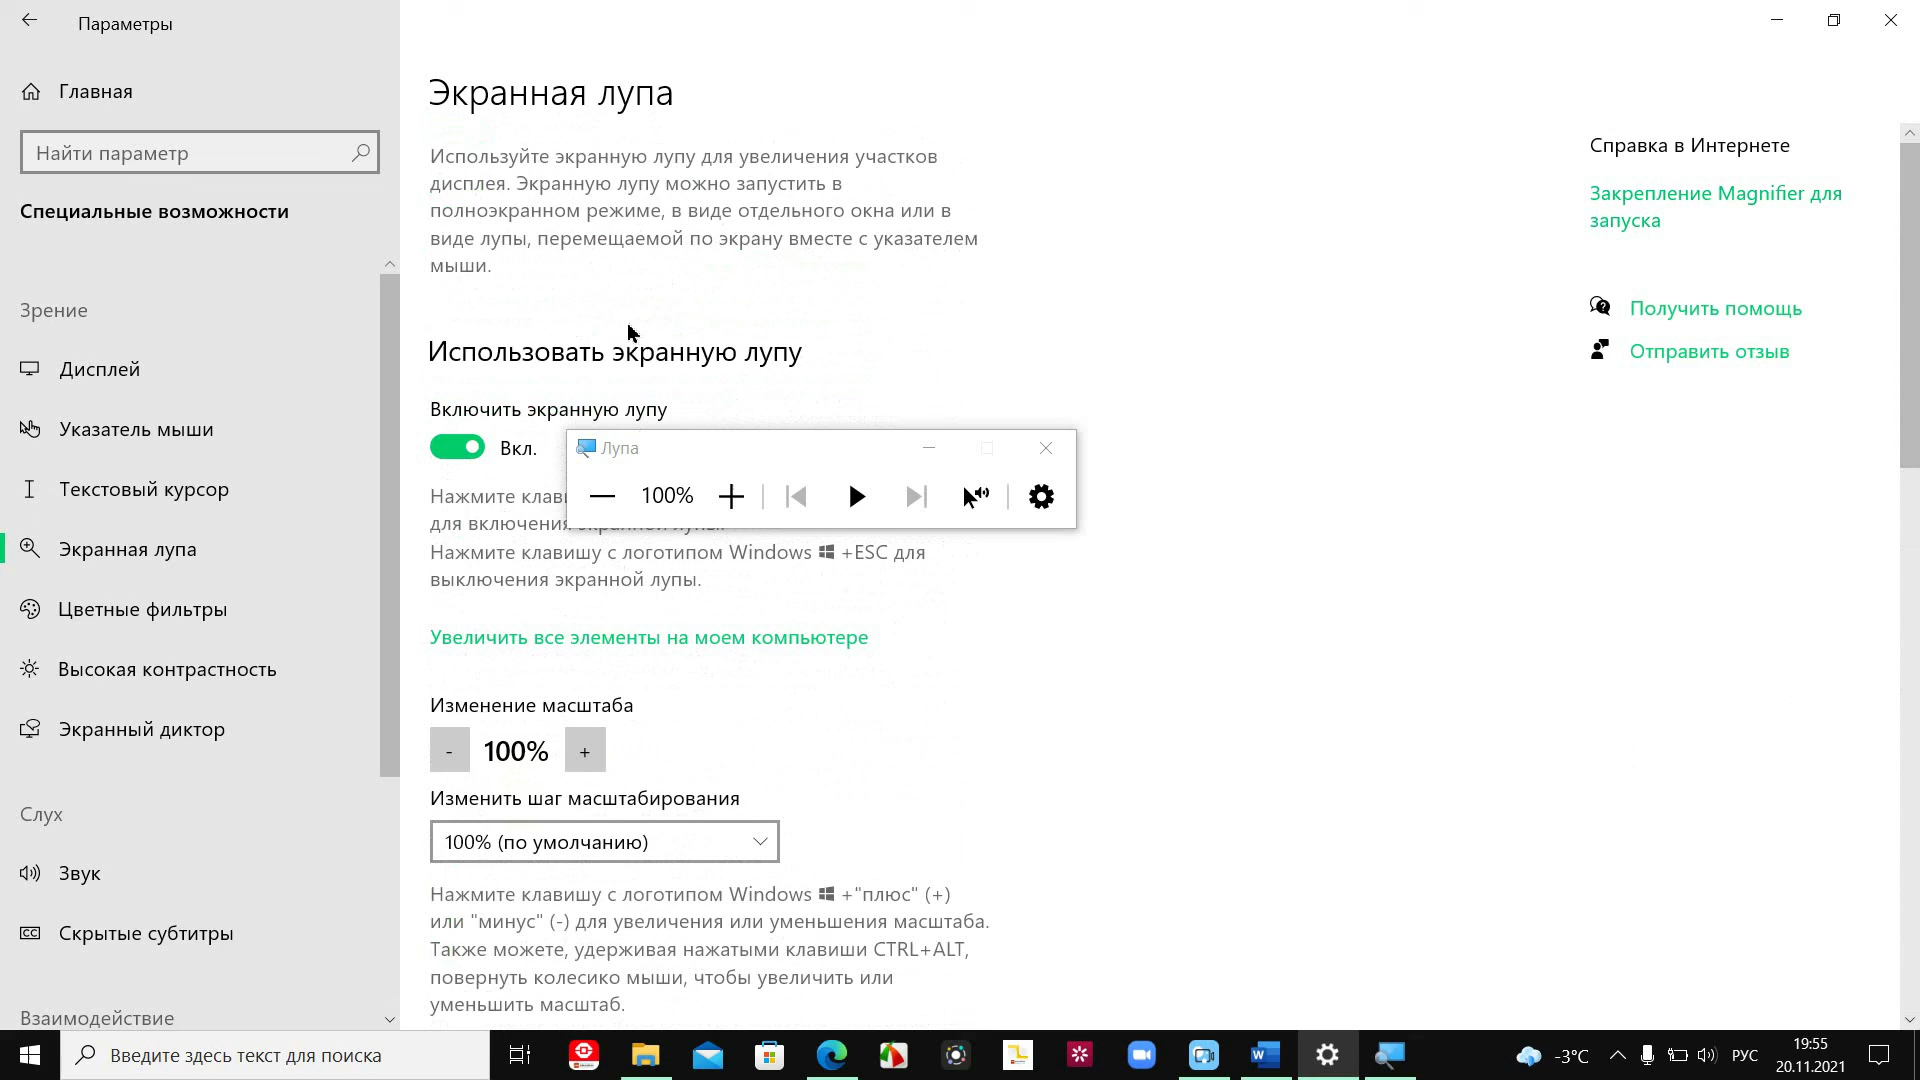 Параметры
Главная
Найти параметр
Специальные возможности
Зрение
Дисплей
Указатель мыши
Текстовый курсор
Экранная лупа
Цветные фильтры
Высокая контрастность
Экранный диктор
Слух
Звук
Скрытые субтитры
Взаимодействие
Экранная лупа
Используйте экранную лупу для увеличения участков
дисплея. Экранную лупу можно запустить в
полноэкранном режиме, в виде отдельного окна или в
виде лупы, перемещаемой по экрану вместе с указателем
мыши.
Использовать экранную лупу
Включить экранную лупу
Вкл.
Лупа
100%
Нажмите
для включения экранной лупы.
Нажмите клавишу с логотипом Windows +ESC для
выключения экранной лупы.
Увеличить все элементы на моем компьютере
Изменение масштаба
- 100% +
Изменить шаг масштабирования
100% (по умолчанию)
Нажмите клавишу с логотипом Windows +"плюс" (+)
или "минус" (-) для увеличения или уменьшения масштаба.
Также можете, удерживая нажатыми клавиши CTRL+ALT,
повернуть колесико мыши, чтобы увеличить или
уменьшить масштаб.
Справка в Интернете
Закрепление Magnifier для
запуска
Получить помощь
Отправить отзыв
Введите здесь текст для поиска
-3°C
РУС
19:55
20.11.2021